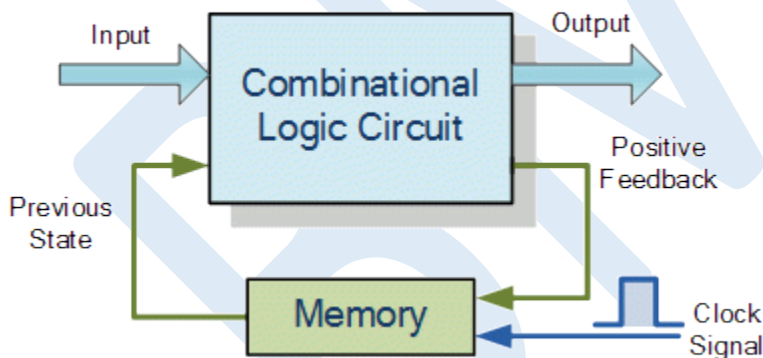 Input
Output
Combinational
Logic Circuit
Positive
Feedback
Previous
State
Memory
Clock
Signal